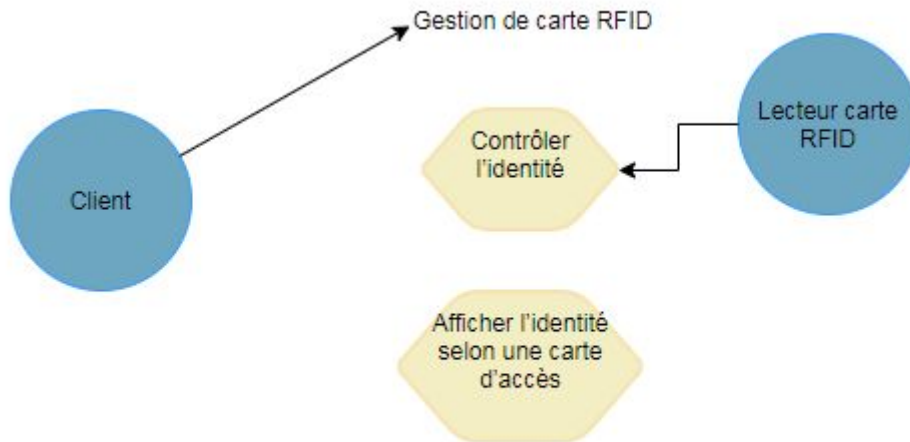 Gestion de carte RFID
Lecteur carte
RFID
Contrôler
l'identité
Client
Afficher l'identité
selon une carte
d'accès